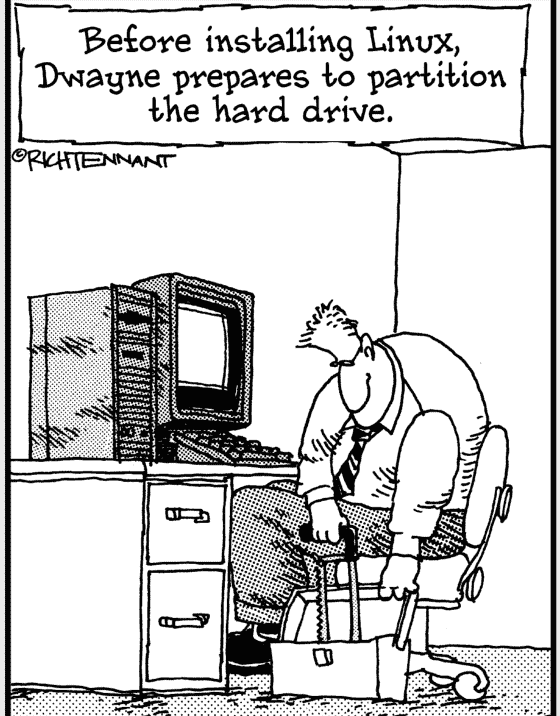 Before installing Linux,
Dwayne prepares to partition
the hard drive.
©RICHTENNANT